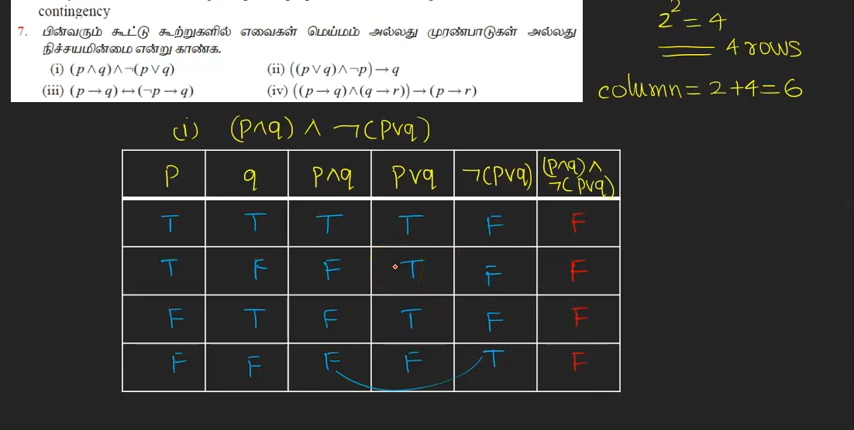 contingency
7. பின்வரும் கூட்டு கூற்றுகளில் எவைகள் மெய்மம் அல்லது முரண்பாடுகள் அல்லது
நிச்சயமின்மை என்று காண்க.
(i) (p∧q)∧¬(p∨q) (ii) ((p∨q)∧¬p)→q
(iii) (p→q)↔(¬p→q) (iv) ((p→q)∧(q→r))→(p→r)
2² = 4
4 rows
column = 2+4 = 6
(i) (p∧q) ∧ ¬(p∨q)
p q p∧q p∨q ¬(p∨q) (p∧q)∧
¬(p∨q)
T T T T F F
T F F T F F
F T F T F F
F F F F T F